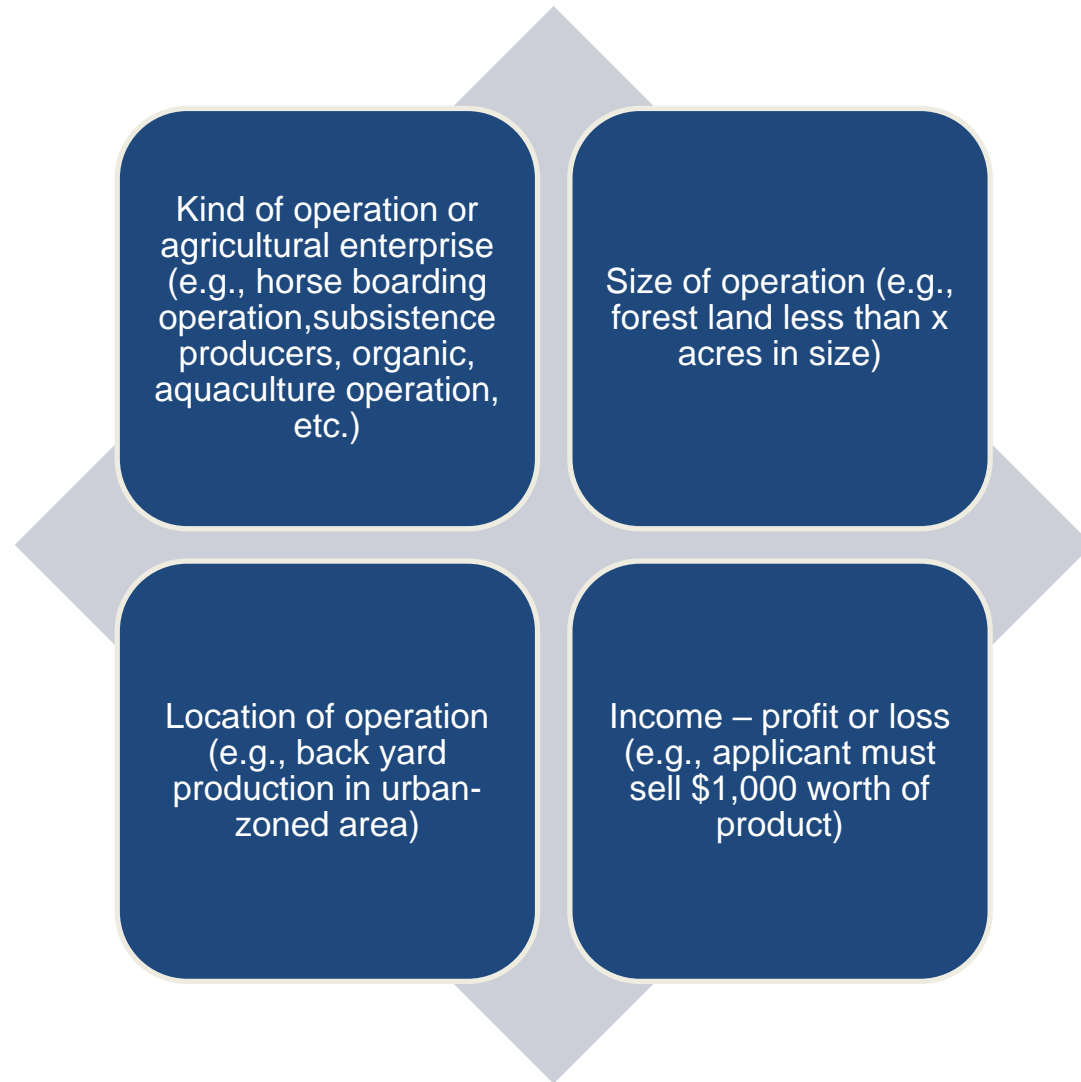 Kind of operation or
agricultural enterprise
(e.g., horse boarding
operation,subsistence
producers, organic,
aquaculture operation,
etc.)
Size of operation (e.g.,
forest land less than x
acres in size)
Location of operation
(e.g., back yard
production in urban-
zoned area)
Income – profit or loss
(e.g., applicant must
sell $1,000 worth of
product)